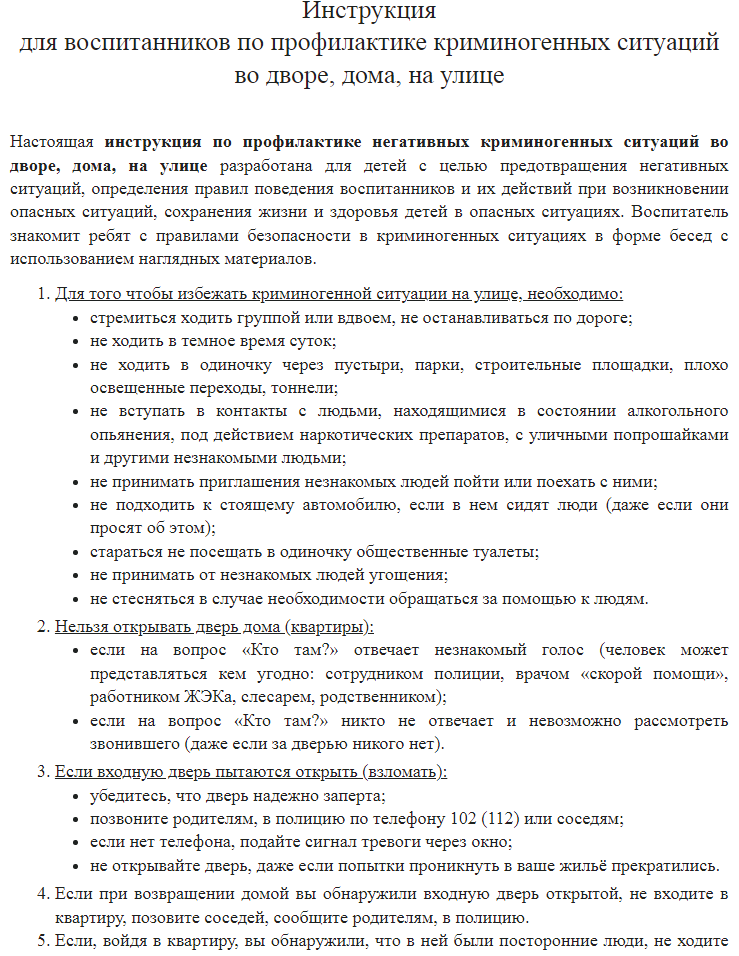 Инструкция
для воспитанников по профилактике криминогенных ситуаций
во дворе, дома, на улице
Настоящая инструкция по профилактике негативных криминогенных ситуаций во
дворе, дома, на улице разработана для детей с целью предотвращения негативных
ситуаций, определения правил поведения воспитанников и их действий при возникновении
опасных ситуаций, сохранения жизни и здоровья детей в опасных ситуациях. Воспитатель
знакомит ребят с правилами безопасности в криминогенных ситуациях в форме бесед с
использованием наглядных материалов.
1. Для того чтобы избежать криминогенной ситуации на улице, необходимо:
• стремиться ходить группой или вдвоем, не останавливаться по дороге;
• не ходить в темное время суток;
• не ходить в одиночку через пустыри, парки, строительные площадки, плохо
освещенные переходы, тоннели;
• не вступать в контакты с людьми, находящимися в состоянии алкогольного
опьянения, под действием наркотических препаратов, с уличными попрошайками
и другими незнакомыми людьми;
• не принимать приглашения незнакомых людей пойти или поехать с ними;
• не подходить к стоящему автомобилю, если в нем сидят люди (даже если они
просят об этом);
• стараться не посещать в одиночку общественные туалеты;
• не принимать от незнакомых людей угощения;
• не стесняться в случае необходимости обращаться за помощью к людям.
2. Нельзя открывать дверь дома (квартиры):
• если на вопрос «Кто там?» отвечает незнакомый голос (человек может
представляться кем угодно: сотрудником полиции, врачом «скорой помощи»,
работником ЖЭКа, слесарем, родственником);
• если на вопрос «Кто там?» никто не отвечает и невозможно рассмотреть
звонившего (даже если за дверью никого нет).
3. Если входную дверь пытаются открыть (взломать):
• убедитесь, что дверь надежно заперта;
• позвоните родителям, в полицию по телефону 102 (112) или соседям;
• если нет телефона, подайте сигнал тревоги через окно;
• не открывайте дверь, даже если попытки проникнуть в ваше жильё прекратились.
4. Если при возвращении домой вы обнаружили входную дверь открытой, не входите в
квартиру, позовите соседей, сообщите родителям, в полицию.
5. Если, войдя в квартиру, вы обнаружили, что в ней были посторонние люди, не ходите